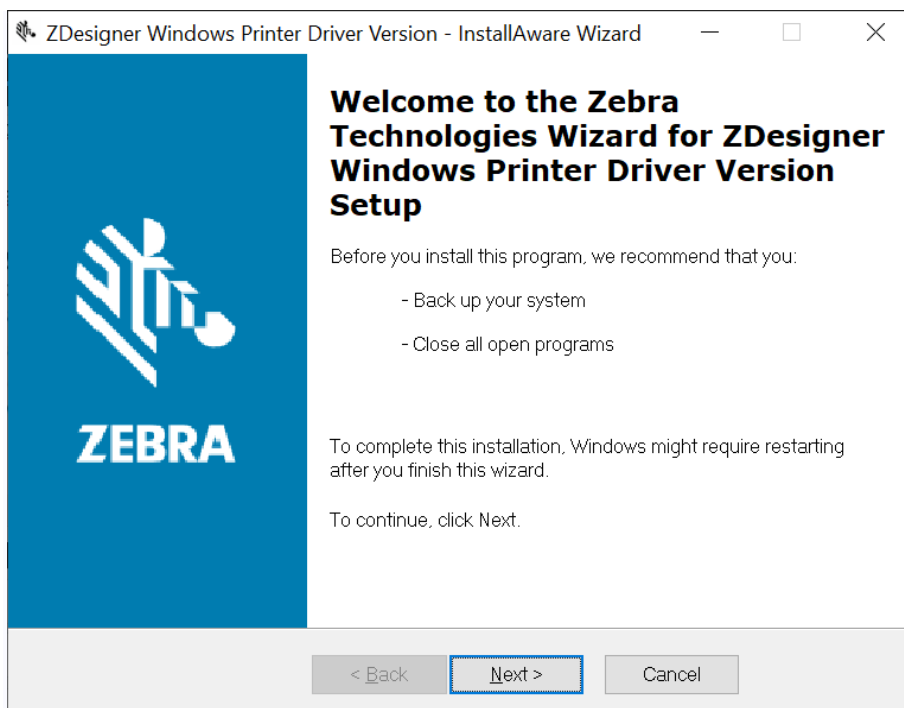 ZDesigner Windows Printer Driver Version - InstallAware Wizard
Welcome to the Zebra
Technologies Wizard for ZDesigner
Windows Printer Driver Version
Setup
Before you install this program, we recommend that you:
- Back up your system
- Close all open programs
ZEBRA
To complete this installation, Windows might require restarting
after you finish this wizard.
To continue, click Next.
< Back
Next >
Cancel